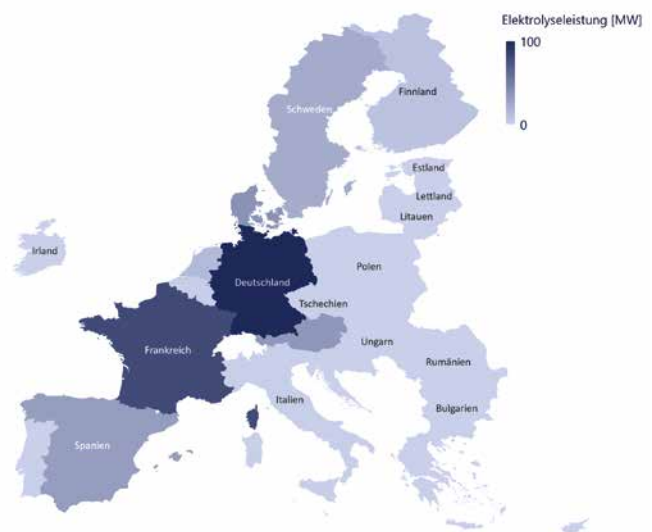 Elektrolyseleistung [MW]
100
0
Finnland
Schweden
Estland
Lettland
Litauen
Irland
Polen
Deutschland
Tschechien
Ungarn
Frankreich
Rumänien
Italien
Bulgarien
Spanien